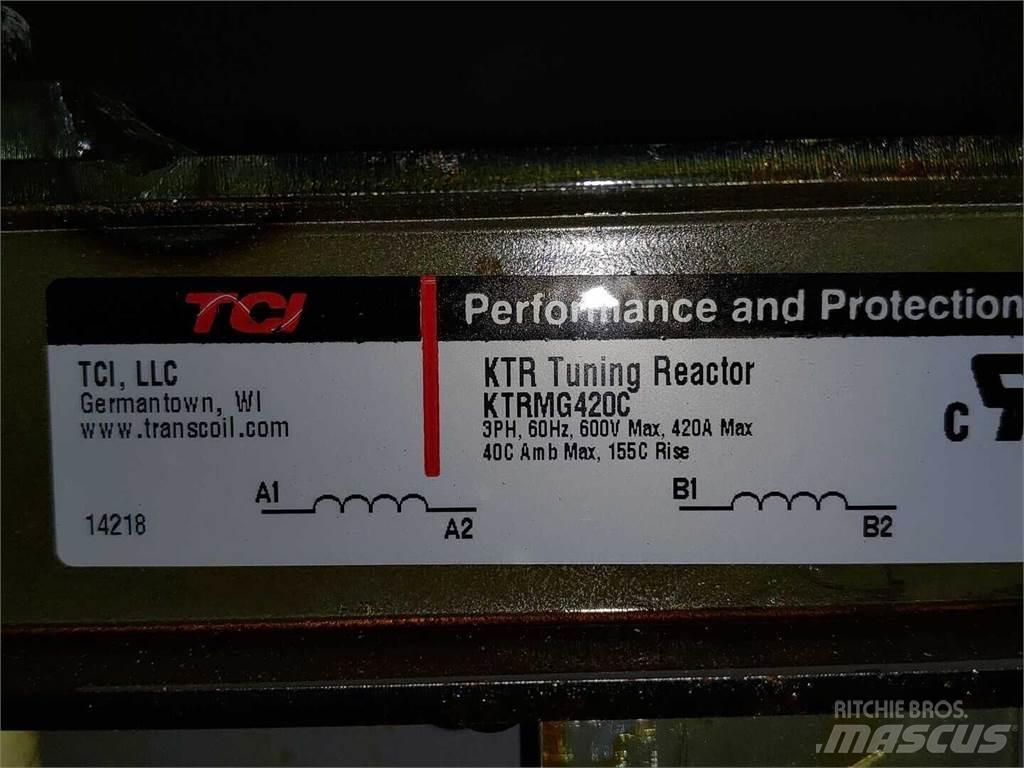 TCI
Performance and Protection
TCI, LLC
Germantown, WI
www.transcoil.com
KTR Tuning Reactor
KTRMG420C
3PH, 60Hz, 600V Max, 420A Max
40C Amb Max, 155C Rise
C
A1
A2
B1
B2
14218
RITCHIE BROS.
MASCUS